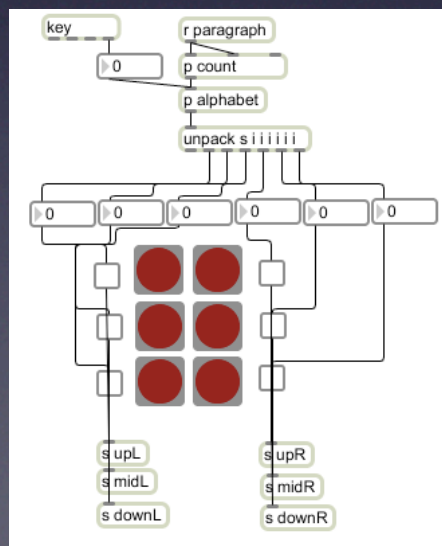 key
r paragraph
0
p count
p alphabet
unpack s i i i i i i
0
0
0
0
0
0
s upL
s upR
s midL
s midR
s downL
s downR